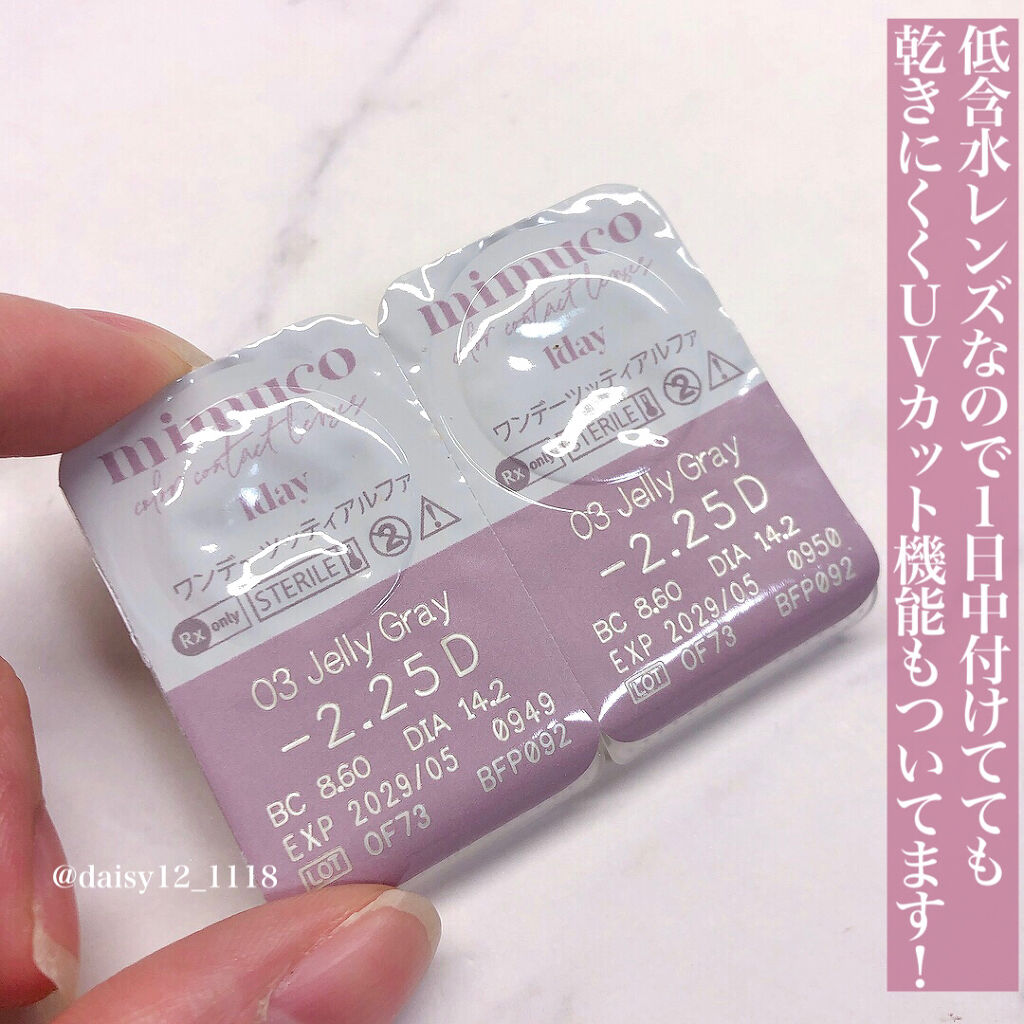 低含水レンズなので1日中付けてても
乾きにくくUVカット機能もついてます!
mimuco
color contact lenses
1day
ワンデーツッティアルファ
Rx only STERILE 2
03 Jelly Gray
-2.25D
BC 8.60 DIA 14.2
EXP 2029/05 0949
LOT OF73 BFP092
mimuco
color contact lenses
1day
ワンデーツッティアルファ
Rx only STERILE 2
03 Jelly Gray
-2.25D
BC 8.60 DIA 14.2
EXP 2029/05 0950
LOT OF73 BFP092
@daisy12_1118